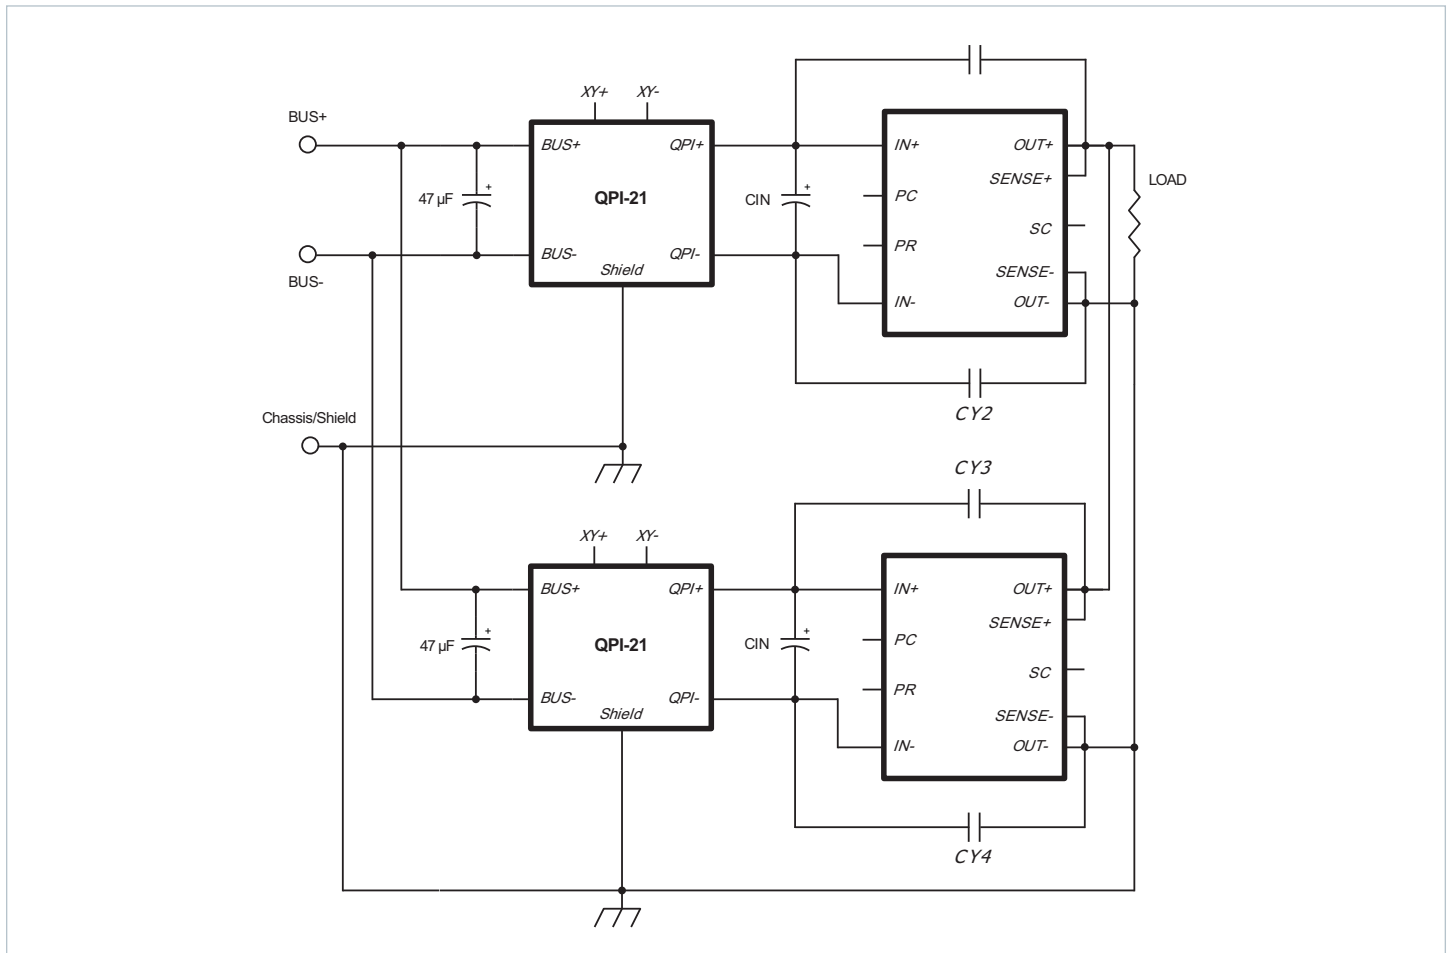 XY+ XY-
BUS+
BUS+ QPI+ IN+ OUT+
SENSE+ LOAD
47 µF + QPI-21 CIN + PC
SC
BUS- QPI- PR
Shield SENSE-
BUS-
IN- OUT-
CY2
Chassis/Shield
CY3
XY+ XY-
BUS+ QPI+ IN+ OUT+
SENSE+
47 µF + QPI-21 CIN + PC
SC
BUS- QPI- PR
Shield SENSE-
IN- OUT-
CY4